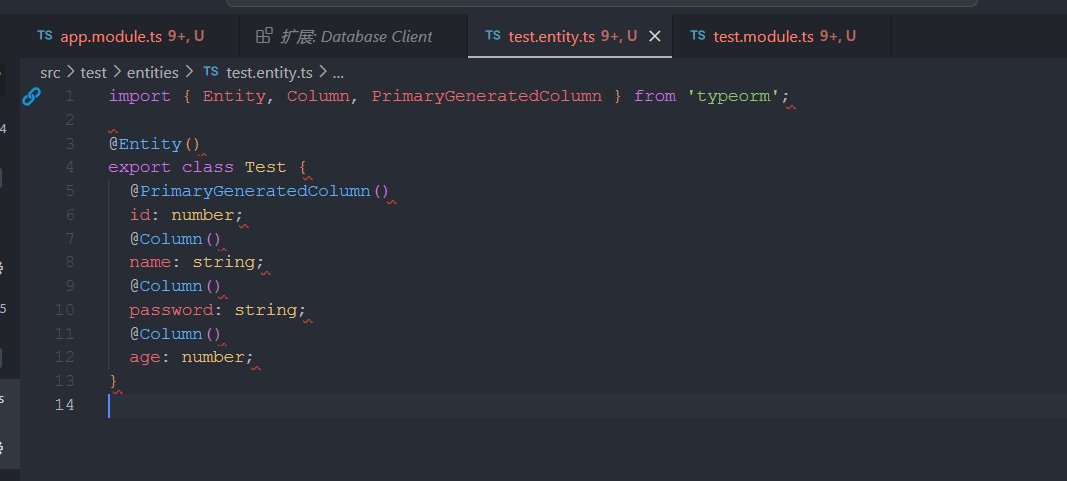 TS app.module.ts 9+, U
扩展: Database Client
TS test.entity.ts 9+, U
TS test.module.ts 9+, U
src > test > entities > TS test.entity.ts > ...
1 import { Entity, Column, PrimaryGeneratedColumn } from 'typeorm';
2
3 @Entity()
4 export class Test {
5 @PrimaryGeneratedColumn()
6 id: number;
7 @Column()
8 name: string;
9 @Column()
10 password: string;
11 @Column()
12 age: number;
13 }
14